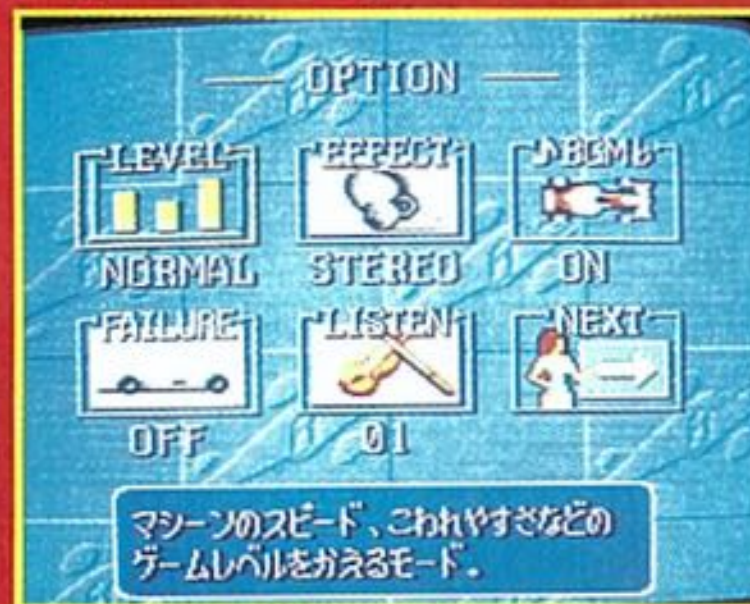 OPTION
LEVEL EFFECT ♪BGM♭
NORMAL STEREO ON
FAILURE LISTEN NEXT
OFF 01
マシーンのスピード、こわれやすさなどの
ゲームレベルをかえるモード。